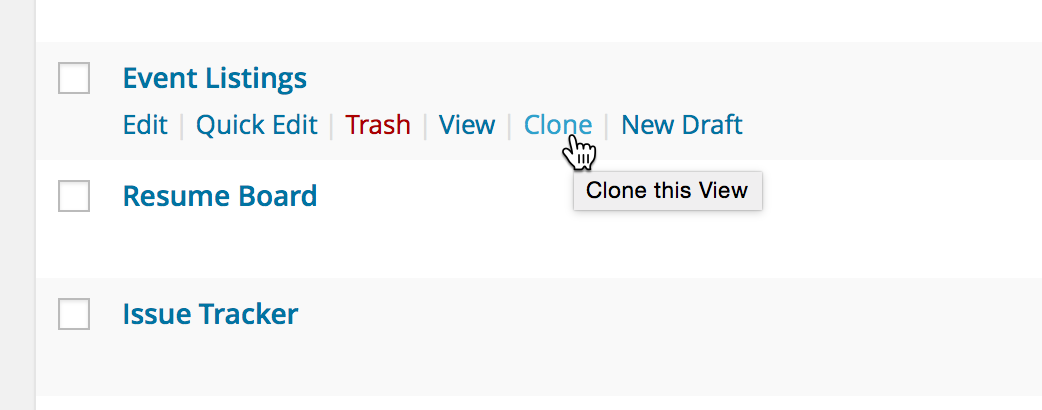 Event Listings
Edit | Quick Edit | Trash | View | Clone | New Draft
Clone this View
Resume Board
Issue Tracker